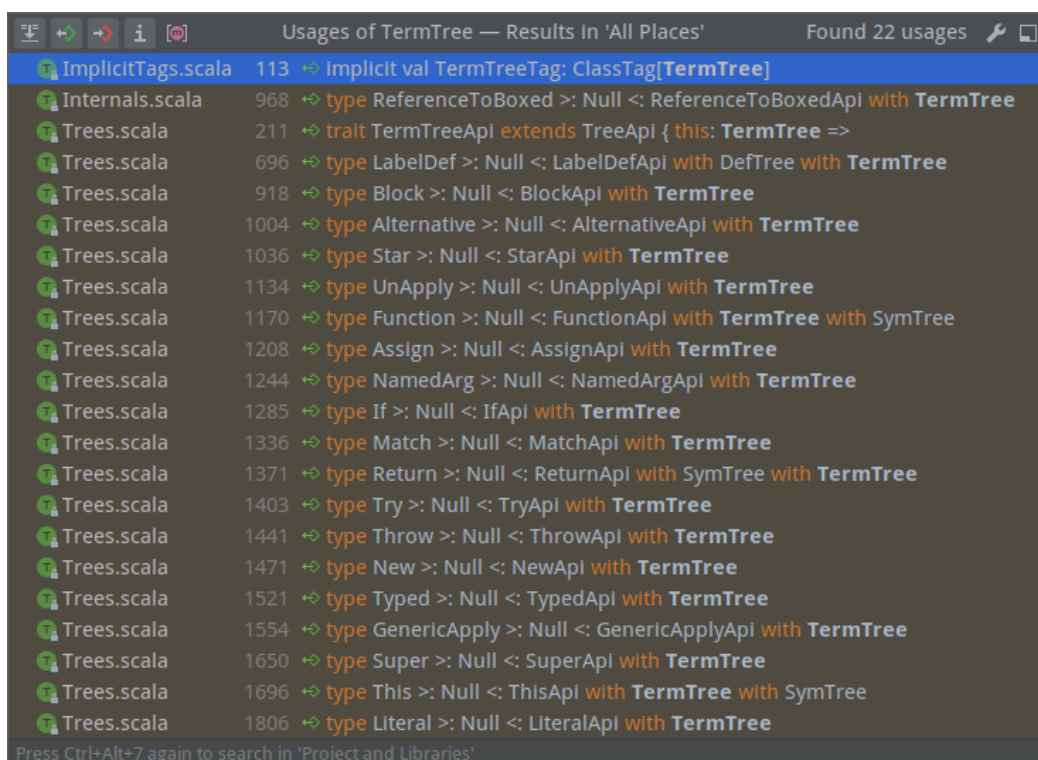 Usages of TermTree — Results in 'All Places' Found 22 usages
ImplicitTags.scala 113 implicit val TermTreeTag: ClassTag[TermTree]
Internals.scala 968 type ReferenceToBoxed >: Null <: ReferenceToBoxedApi with TermTree
Trees.scala 211 trait TermTreeApi extends TreeApi { this: TermTree =>
Trees.scala 696 type LabelDef >: Null <: LabelDefApi with DefTree with TermTree
Trees.scala 918 type Block >: Null <: BlockApi with TermTree
Trees.scala 1004 type Alternative >: Null <: AlternativeApi with TermTree
Trees.scala 1036 type Star >: Null <: StarApi with TermTree
Trees.scala 1134 type UnApply >: Null <: UnApplyApi with TermTree
Trees.scala 1170 type Function >: Null <: FunctionApi with TermTree with SymTree
Trees.scala 1208 type Assign >: Null <: AssignApi with TermTree
Trees.scala 1244 type NamedArg >: Null <: NamedArgApi with TermTree
Trees.scala 1285 type If >: Null <: IfApi with TermTree
Trees.scala 1336 type Match >: Null <: MatchApi with TermTree
Trees.scala 1371 type Return >: Null <: ReturnApi with SymTree with TermTree
Trees.scala 1403 type Try >: Null <: TryApi with TermTree
Trees.scala 1441 type Throw >: Null <: ThrowApi with TermTree
Trees.scala 1471 type New >: Null <: NewApi with TermTree
Trees.scala 1521 type Typed >: Null <: TypedApi with TermTree
Trees.scala 1554 type GenericApply >: Null <: GenericApplyApi with TermTree
Trees.scala 1650 type Super >: Null <: SuperApi with TermTree
Trees.scala 1696 type This >: Null <: ThisApi with TermTree with SymTree
Trees.scala 1806 type Literal >: Null <: LiteralApi with TermTree
Press Ctrl+Alt+7 again to search in 'Project and Libraries'